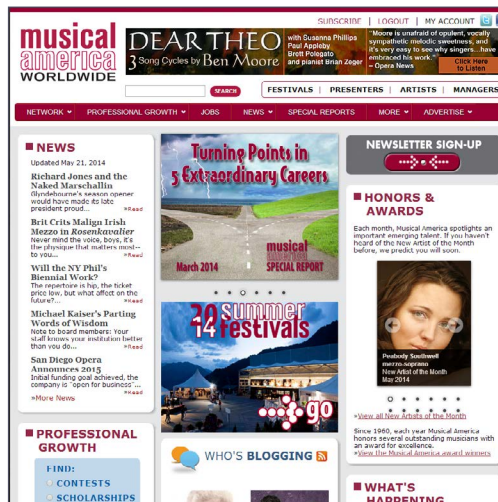 SUBSCRIBE | LOGOUT | MY ACCOUNT
musical
america
WORLDWIDE
DEAR THEO
3 Song Cycles by Ben Moore
with Susanna Phillips
Paul Appleby
Brett Polegato
and pianist Brian Zeger
"Moore is unafraid of opulent, vocally
sympathetic melodic sweetness, and
it's very easy to see why singers...have
embraced his work."
– Opera News
Click Here
to Listen
SEARCH
FESTIVALS | PRESENTERS | ARTISTS | MANAGERS
NETWORK PROFESSIONAL GROWTH JOBS NEWS SPECIAL REPORTS MORE ADVERTISE
NEWS
Updated May 21, 2014
Richard Jones and the
Naked Marschallin
Glyndebourne's season opener
would have made its late
president proud...
»Read
Brit Crits Malign Irish
Mezzo in Rosenkavalier
Never mind the voice, boys, it's
the physique that matters most--
to you...
»Read
Will the NY Phil's
Biennial Work?
The repertoire is hip, the ticket
price low, but what affect on the
future?...
»Read
Michael Kaiser's Parting
Words of Wisdom
Note to board members: Your
staff knows your institution better
than you do...
»Read
San Diego Opera
Announces 2015
Initial funding goal achieved, the
company is "open for business"...
»Read
»More News
PROFESSIONAL
GROWTH
FIND:
CONTESTS
SCHOLARSHIPS
Turning Points in
5 Extraordinary Careers
March 2014
musical
america
SPECIAL REPORT
2014 summer
festivals
go
WHO'S BLOGGING
NEWSLETTER SIGN-UP
HONORS &
AWARDS
Each month, Musical America spotlights an
important emerging talent. If you haven't
heard of the New Artist of the Month
before, we predict you will soon.
Peabody Southwell
mezzo-soprano
New Artist of the Month
May 2014
»View all New Artists of the Month
Since 1960, each year Musical America
honors several outstanding musicians with
an award for excellence.
»View the Musical America award winners
WHAT'S
HAPPENING